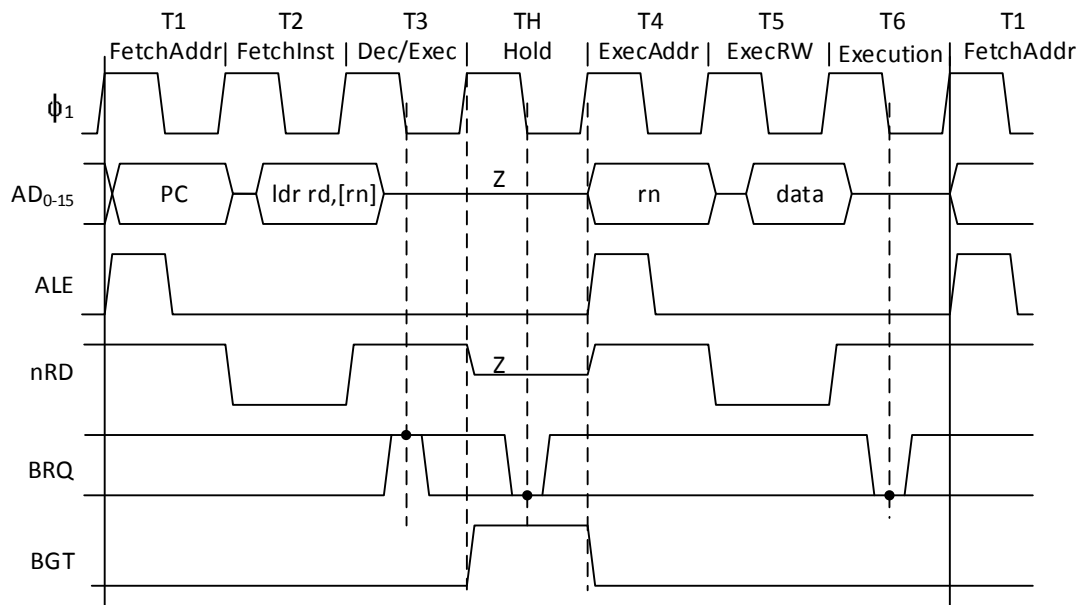 T1 T2 T3 TH T4 T5 T6 T1
FetchAddr FetchInst Dec/Exec Hold ExecAddr ExecRW Execution FetchAddr
ϕ1
AD0-15 PC ldr rd,[rn] Z rn data
ALE
nRD Z
BRQ
BGT